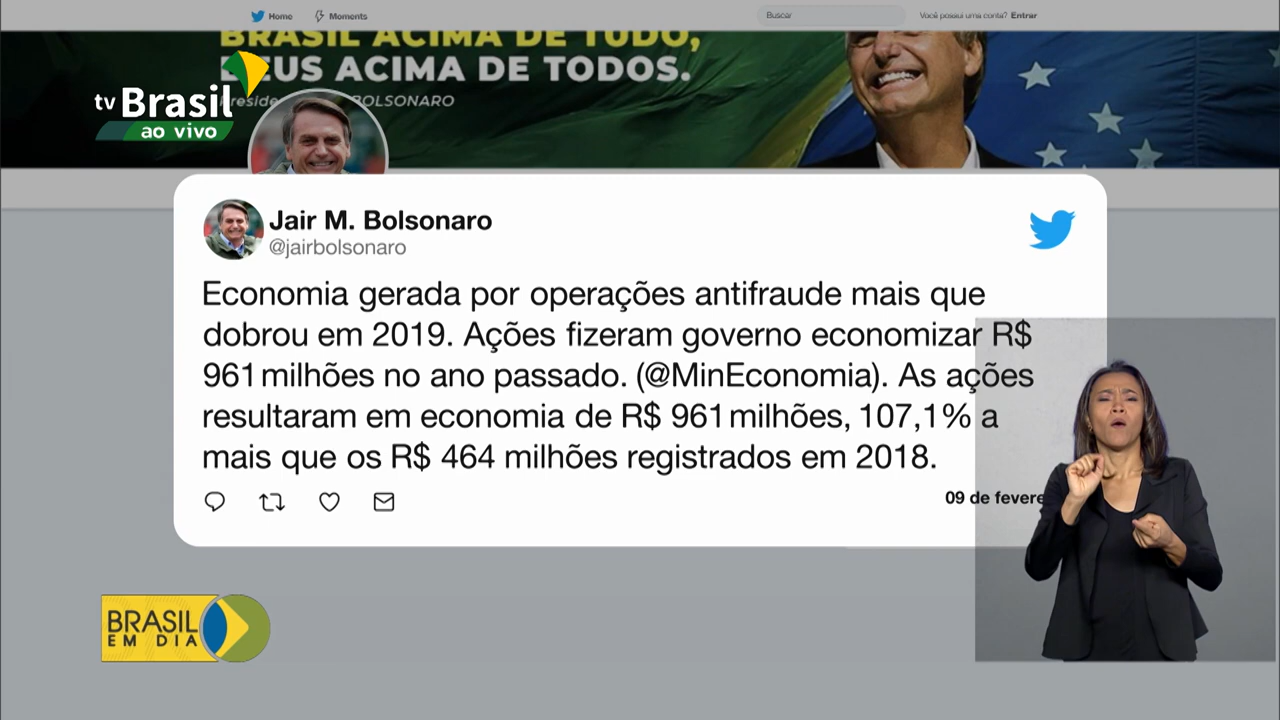 Home
Moments
Buscar
Você possui uma conta? Entrar
BRASIL ACIMA DE TUDO,
DEUS ACIMA DE TODOS.
BOLSONARO
tv Brasil
ao vivo
Jair M. Bolsonaro
@jairbolsonaro
Economia gerada por operações antifraude mais que
dobrou em 2019. Ações fizeram governo economizar R$
961 milhões no ano passado. (@MinEconomia). As ações
resultaram em economia de R$ 961 milhões, 107,1% a
mais que os R$ 464 milhões registrados em 2018.
09 de fevere
BRASIL
EM DIA